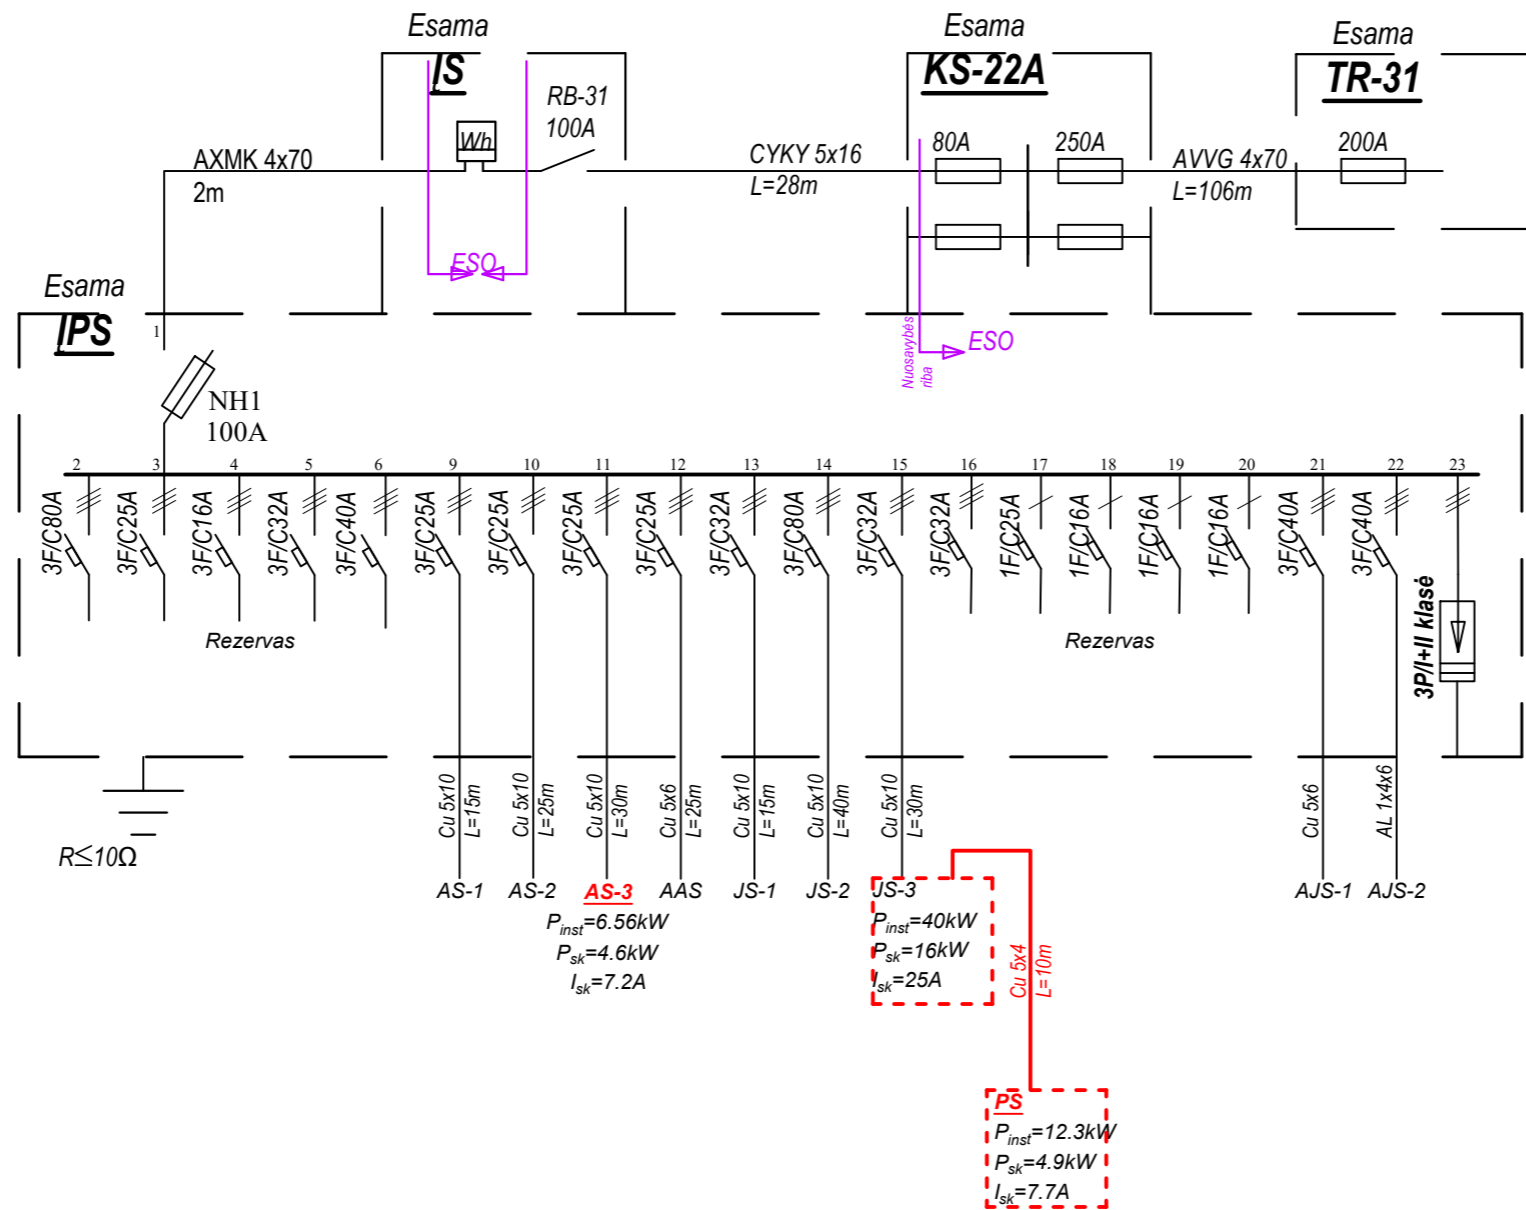 Esama
ĮS
Esama
KS-22A
Esama
TR-31
RB-31
100A
Wh
80A
250A
200A
AXMK 4x70
2m
CYKY 5x16
L=28m
AVVG 4x70
L=106m
ESO
Esama
ĮPS
1
Nuosavybės
riba
ESO
NH1
100A
2 3 4 5 6 9 10 11 12 13 14 15 16 17 18 19 20 21 22 23
3F/C80A
3F/C25A
3F/C16A
3F/C32A
3F/C40A
3F/C25A
3F/C25A
3F/C25A
3F/C25A
3F/C32A
3F/C80A
3F/C32A
3F/C32A
1F/C25A
1F/C16A
1F/C16A
1F/C16A
3F/C40A
3F/C40A
3P/I+II klasė
Rezervas
Rezervas
R≤10Ω
Cu 5x10
L=15m
Cu 5x10
L=25m
Cu 5x10
L=30m
Cu 5x6
L=25m
Cu 5x10
L=15m
Cu 5x10
L=40m
Cu 5x10
L=30m
Cu 5x6
AL 1x4x6
AS-1 AS-2 AS-3 AAS JS-1 JS-2 JS-3 AJS-1 AJS-2
Pinst=6.56kW
Psk=4.6kW
Isk=7.2A
Pinst=40kW
Psk=16kW
Isk=25A
Cu 5x4
L=10m
PS
Pinst=12.3kW
Psk=4.9kW
Isk=7.7A